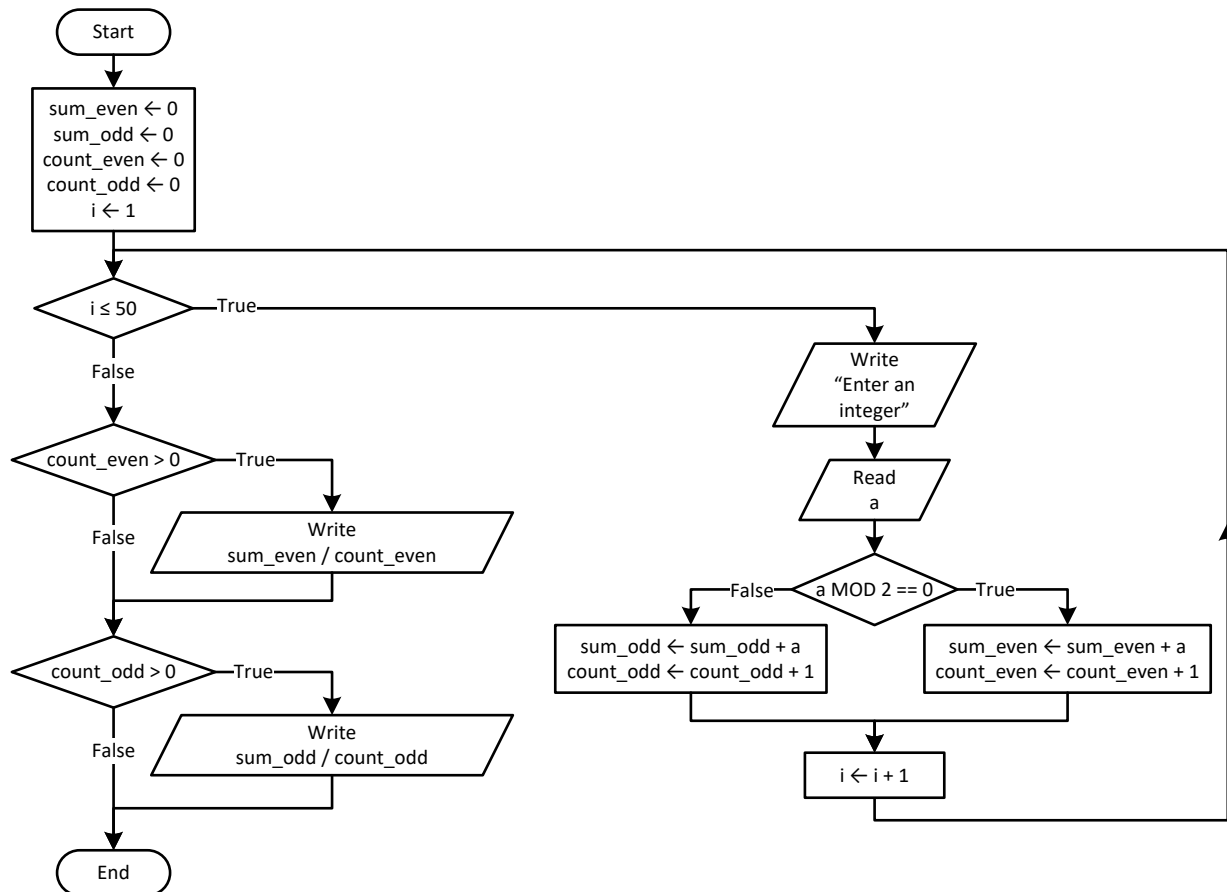 Start
sum_even ← 0
sum_odd ← 0
count_even ← 0
count_odd ← 0
i ← 1
i ≤ 50
True
False
Write
“Enter an
integer”
Read
a
a MOD 2 == 0
False
True
sum_odd ← sum_odd + a
count_odd ← count_odd + 1
sum_even ← sum_even + a
count_even ← count_even + 1
i ← i + 1
count_even > 0
True
False
Write
sum_even / count_even
count_odd > 0
True
False
Write
sum_odd / count_odd
End